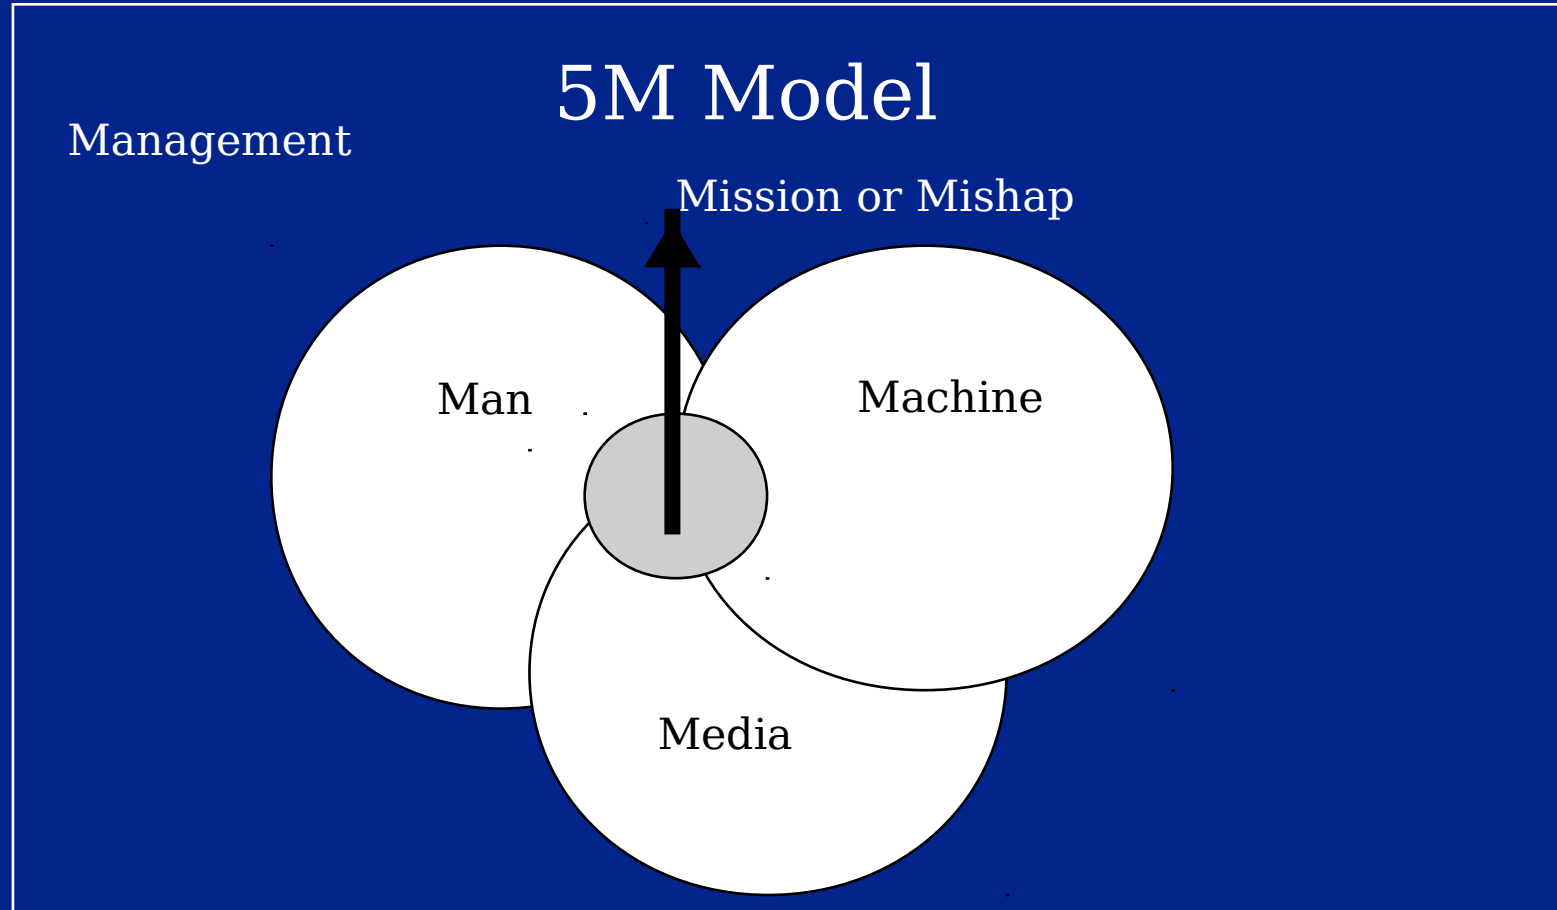 5M Model
Management
Mission or Mishap
Man
Machine
Media